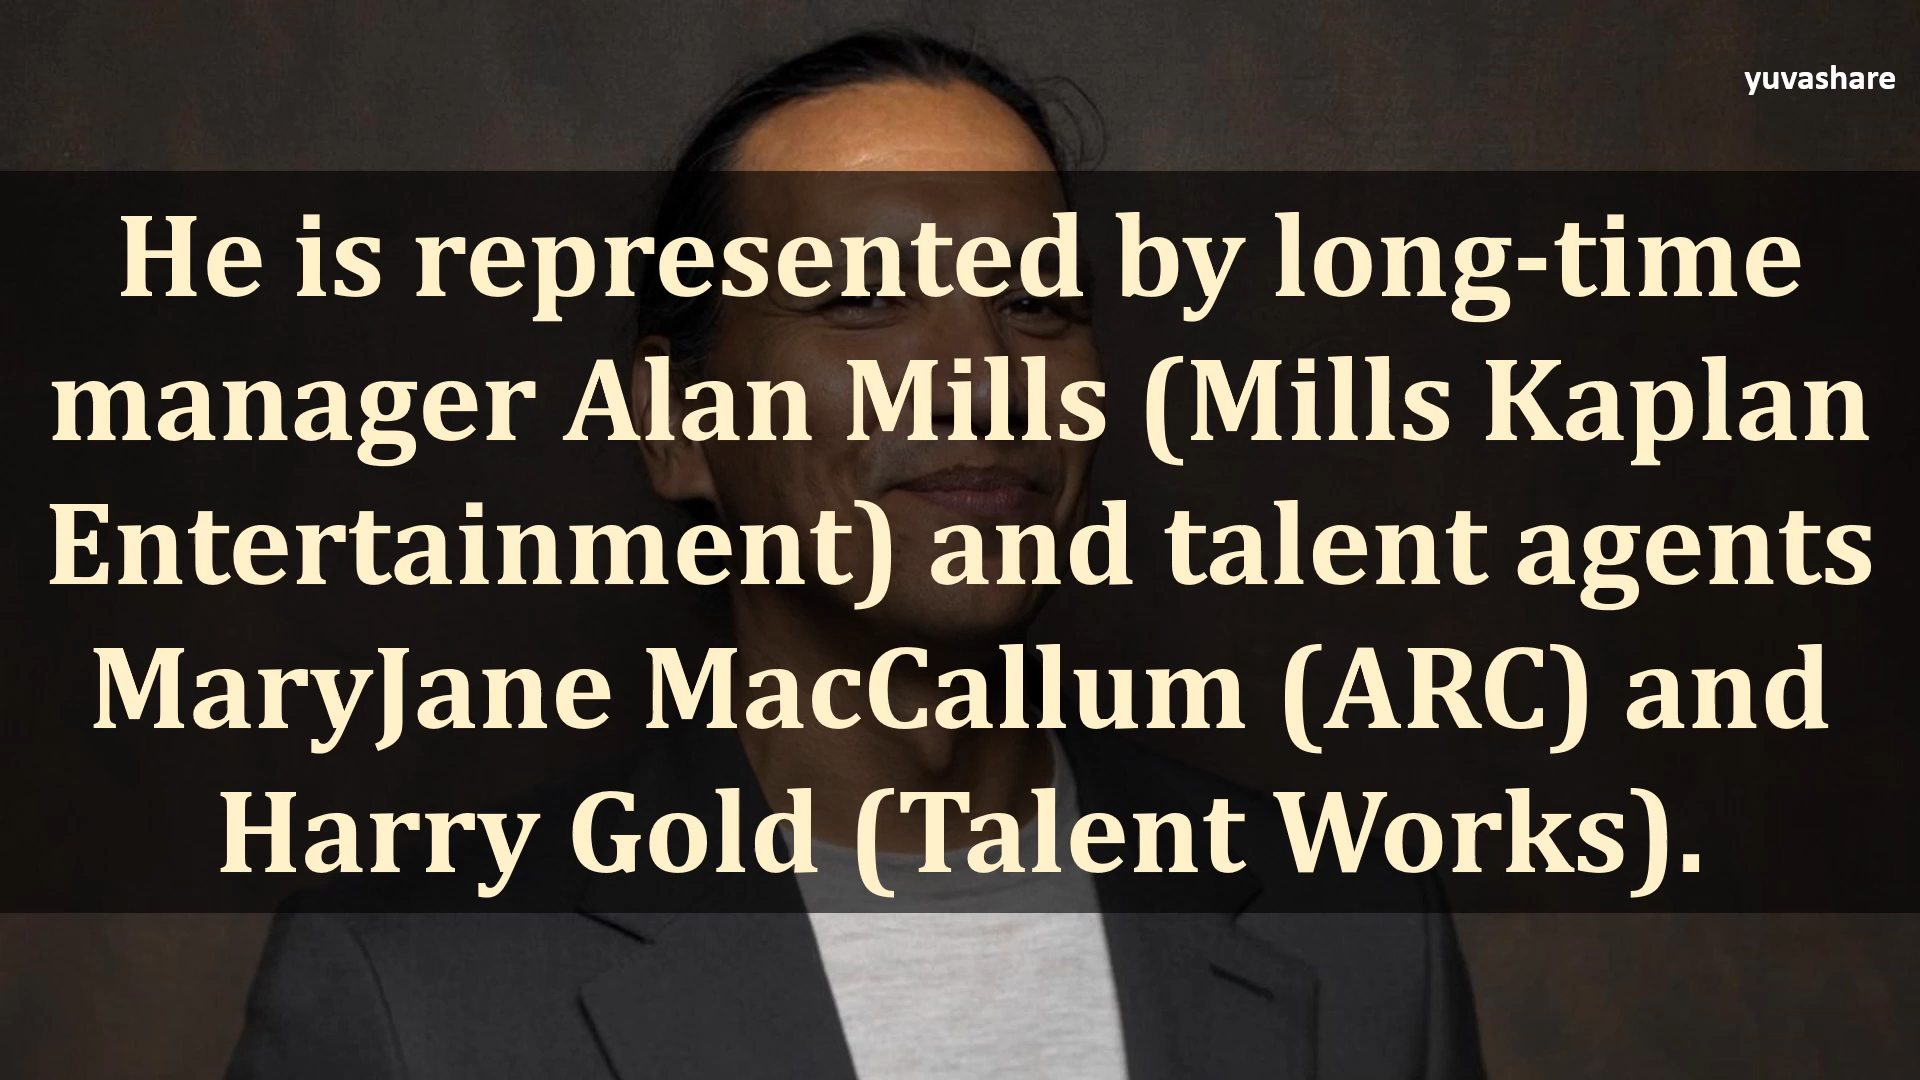 yuvashare
He is represented by long-time
manager Alan Mills (Mills Kaplan
Entertainment) and talent agents
MaryJane MacCallum (ARC) and
Harry Gold (Talent Works).